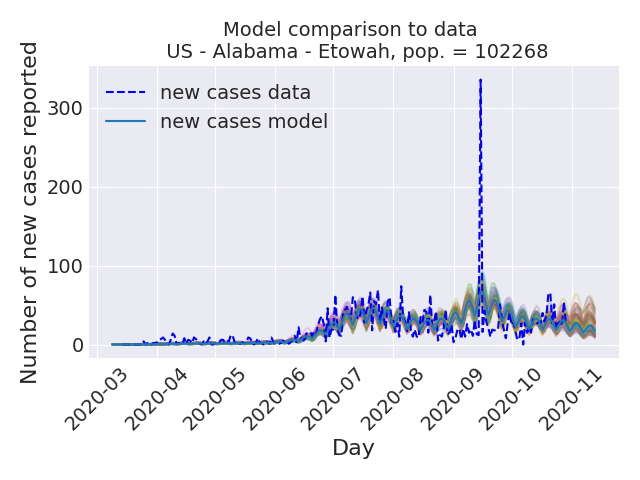 Model comparison to data
US - Alabama - Etowah, pop. = 102268
Number of new cases reported
300
200
100
0
new cases data
new cases model
2020-03
2020-04
2020-05
2020-06
2020-07
2020-08
2020-09
2020-10
2020-11
Day